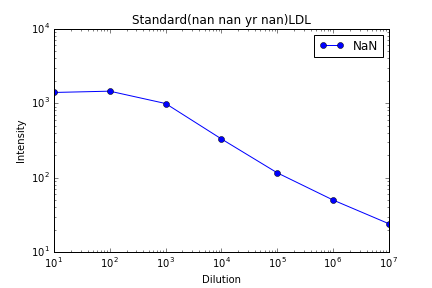 Standard(nan nan yr nan)LDL
NaN
Intensity
10^4
10^3
10^2
10^1
10^1 10^2 10^3 10^4 10^5 10^6 10^7
Dilution